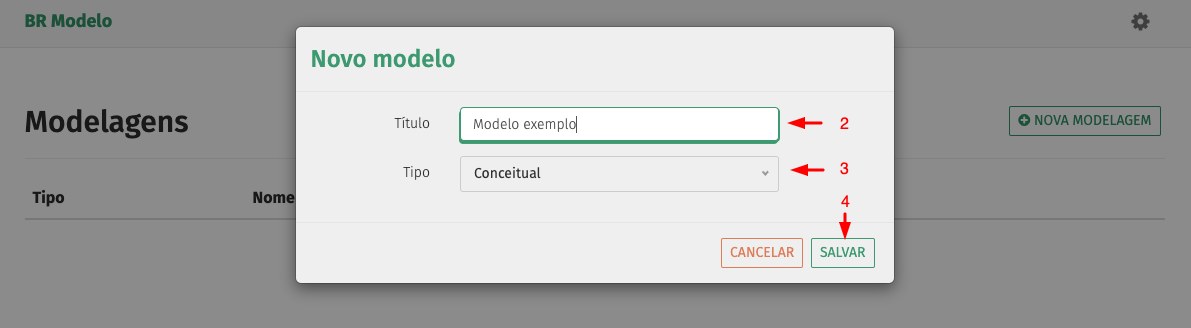 BR Modelo
Novo modelo
Modelagens
NOVA MODELAGEM
Título
Modelo exemplo
2
Tipo
Conceitual
3
Tipo
Nome
4
CANCELAR
SALVAR